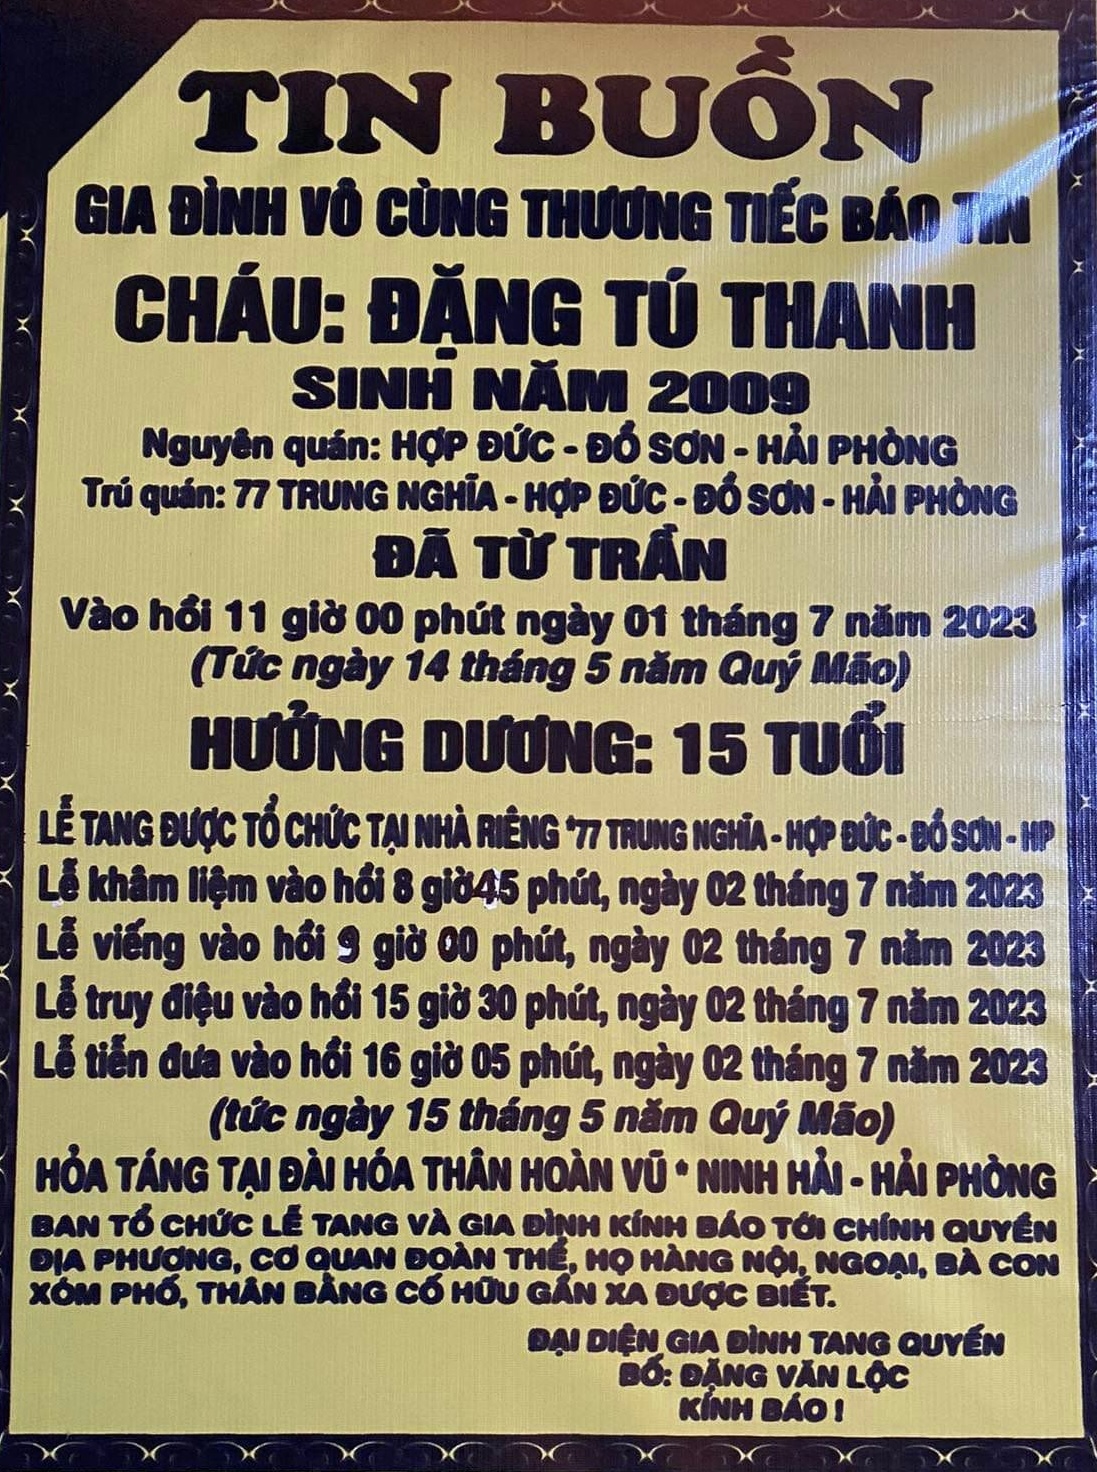 TIN BUỒN
GIA ĐÌNH VÔ CÙNG THƯƠNG TIẾC BÁO TIN
CHÁU: ĐẶNG TÚ THANH
SINH NĂM 2009
Nguyên quán: HỢP ĐỨC - ĐỒ SƠN - HẢI PHÒNG
Trú quán: 77 TRUNG NGHĨA - HỢP ĐỨC - ĐỒ SƠN - HẢI PHÒNG
ĐÃ TỪ TRẦN
Vào hồi 11 giờ 00 phút ngày 01 tháng 7 năm 2023
(Tức ngày 14 tháng 5 năm Quý Mão)
HƯỞNG DƯƠNG: 15 TUỔI
LỄ TANG ĐƯỢC TỔ CHỨC TẠI NHÀ RIÊNG *77 TRUNG NGHĨA - HỢP ĐỨC - ĐỒ SƠN - HP
Lễ khâm liệm vào hồi 8 giờ45 phút, ngày 02 tháng 7 năm 2023
Lễ viếng vào hồi 9 giờ 00 phút, ngày 02 tháng 7 năm 2023
Lễ truy điệu vào hồi 15 giờ 30 phút, ngày 02 tháng 7 năm 2023
Lễ tiễn đưa vào hồi 16 giờ 05 phút, ngày 02 tháng 7 năm 2023
(tức ngày 15 tháng 5 năm Quý Mão)
HỎA TÁNG TẠI ĐÀI HÓA THÂN HOÀN VŨ * NINH HẢI - HẢI PHÒNG
BAN TỔ CHỨC LỄ TANG VÀ GIA ĐÌNH KÍNH BÁO TỚI CHÍNH QUYỀN
ĐỊA PHƯƠNG, CƠ QUAN ĐOÀN THỂ, HỌ HÀNG NỘI, NGOẠI, BÀ CON
XÓM PHỐ, THÂN BẰNG CỐ HỮU GẦN XA ĐƯỢC BIẾT.
ĐẠI DIỆN GIA ĐÌNH TANG QUYẾN
BỐ: ĐẶNG VĂN LỘC
KÍNH BÁO !